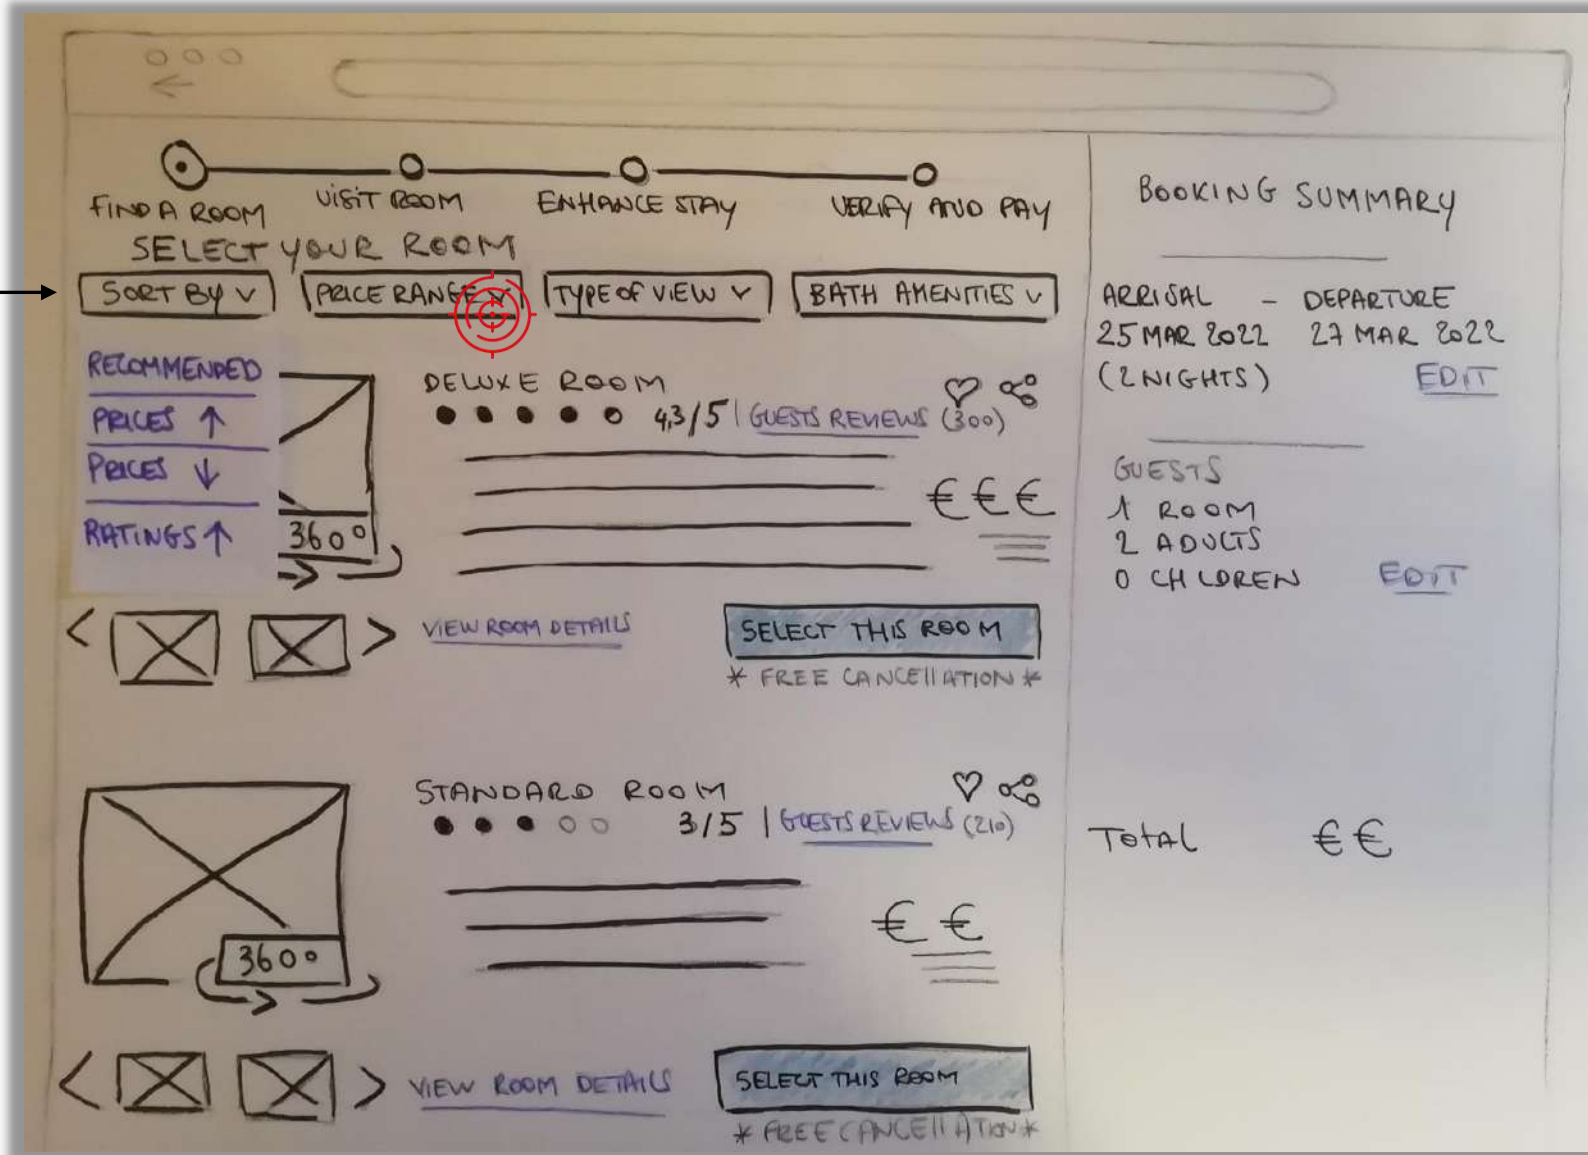 FIND A ROOM
VISIT ROOM
ENHANCE STAY
VERIFY AND PAY
SELECT YOUR ROOM
SORT BY
PRICE RANGE
TYPE OF VIEW
BATH AMENITIES
RECOMMENDED
PRICES ↑
PRICES ↓
RATINGS ↑
360°
DELUXE ROOM
4,3/5 | GUESTS REVIEWS (300)
€€€
VIEW ROOM DETAILS
SELECT THIS ROOM
* FREE CANCEllATION *
STANDARD ROOM
3/5 | GUESTS REVIEWS (210)
360°
€€
VIEW ROOM DETAILS
SELECT THIS ROOM
* FREE CANCEllATION *
BOOKING SUMMARY
ARRIVAL - DEPARTURE
25 MAR 2022 27 MAR 2022
(2 NIGHTS) EDIT
GUESTS
1 ROOM
2 ADULTS
0 CHLDREN EDIT
TOTAL €€